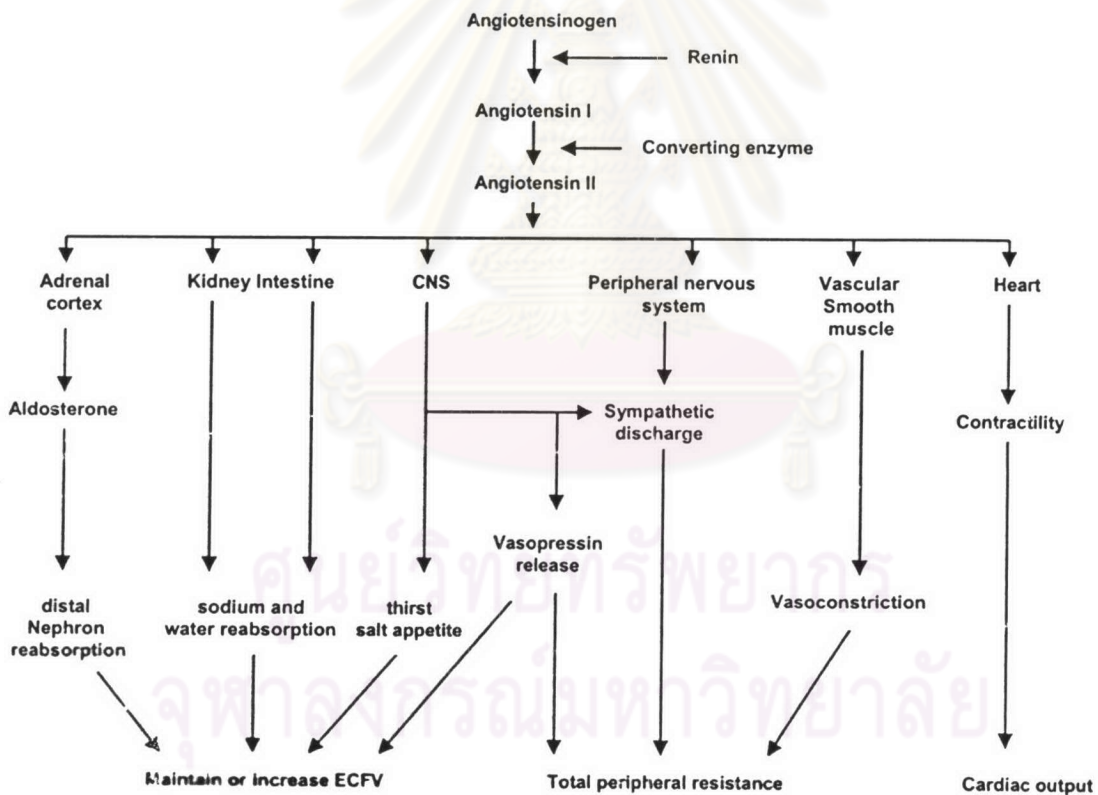 Angiotensinogen
Renin
Angiotensin I
Converting enzyme
Angiotensin II
Adrenal
cortex
Kidney Intestine
CNS
Peripheral nervous
system
Vascular
Smooth
muscle
Heart
Aldosterone
Sympathetic
discharge
Contractility
Vasopressin
release
Vasoconstriction
distal
Nephron
reabsorption
sodium and
water reabsorption
thirst
salt appetite
ศูนย์วิทยทรัพยากร
จุฬาลงกรณ์มหาวิทยาลัย
Maintain or increase ECFV
Total peripheral resistance
Cardiac output